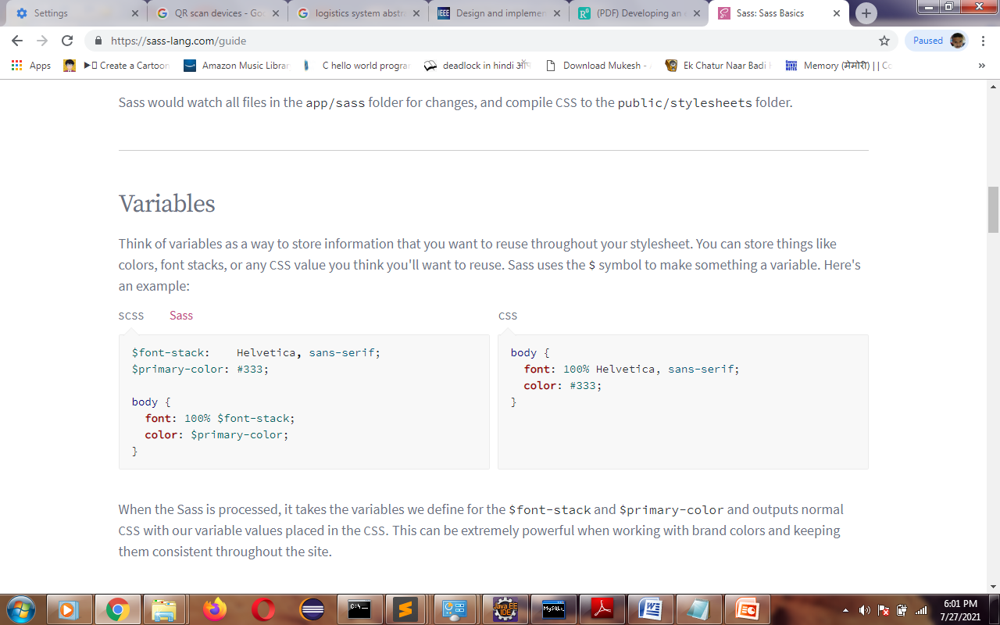 Settings
QR scan devices - Go
logistics system abstra
IEEE Design and implemen
R⁶ (PDF) Developing an
Sass: Sass Basics
https://sass-lang.com/guide
Paused
Apps
Create a Cartoon
Amazon Music Librar
C hello world program
deadlock in hindi ऑप
Download Mukesh -
Ek Chatur Naar Badi
Memory (मेमोरी) | | Co
»
Sass would watch all files in the app/sass folder for changes, and compile CSS to the public/stylesheets folder.
Variables
Think of variables as a way to store information that you want to reuse throughout your stylesheet. You can store things like
colors, font stacks, or any CSS value you think you'll want to reuse. Sass uses the $ symbol to make something a variable. Here's
an example:
SCSS Sass
$font-stack: Helvetica, sans-serif;
$primary-color: #333;
body {
font: 100% $font-stack;
color: $primary-color;
}
CSS
body {
font: 100% Helvetica, sans-serif;
color: #333;
}
When the Sass is processed, it takes the variables we define for the $font-stack and $primary-color and outputs normal
CSS with our variable values placed in the CSS. This can be extremely powerful when working with brand colors and keeping
them consistent throughout the site.
C:\
Java EE
IDE
MySQL
6:01 PM
7/27/2021